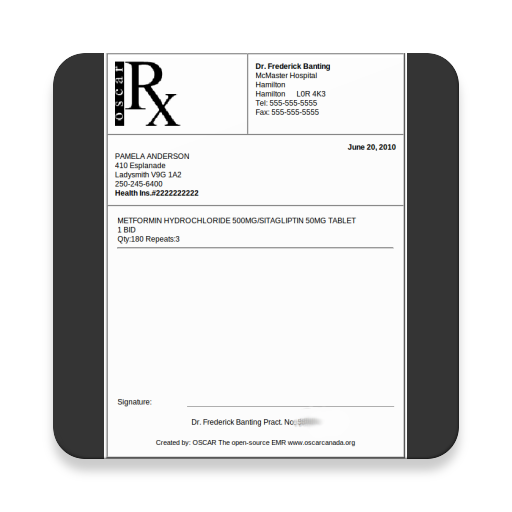 oscar
Rx
Dr. Frederick Banting
McMaster Hospital
Hamilton
Hamilton L0R 4K3
Tel: 555-555-5555
Fax: 555-555-5555
June 20, 2010
PAMELA ANDERSON
410 Esplanade
Ladysmith V9G 1A2
250-245-6400
Health Ins.#2222222222
METFORMIN HYDROCHLORIDE 500MG/SITAGLIPTIN 50MG TABLET
1 BID
Qty:180 Repeats:3
Signature:
Dr. Frederick Banting Pract. No.
Created by: OSCAR The open-source EMR www.oscarcanada.org